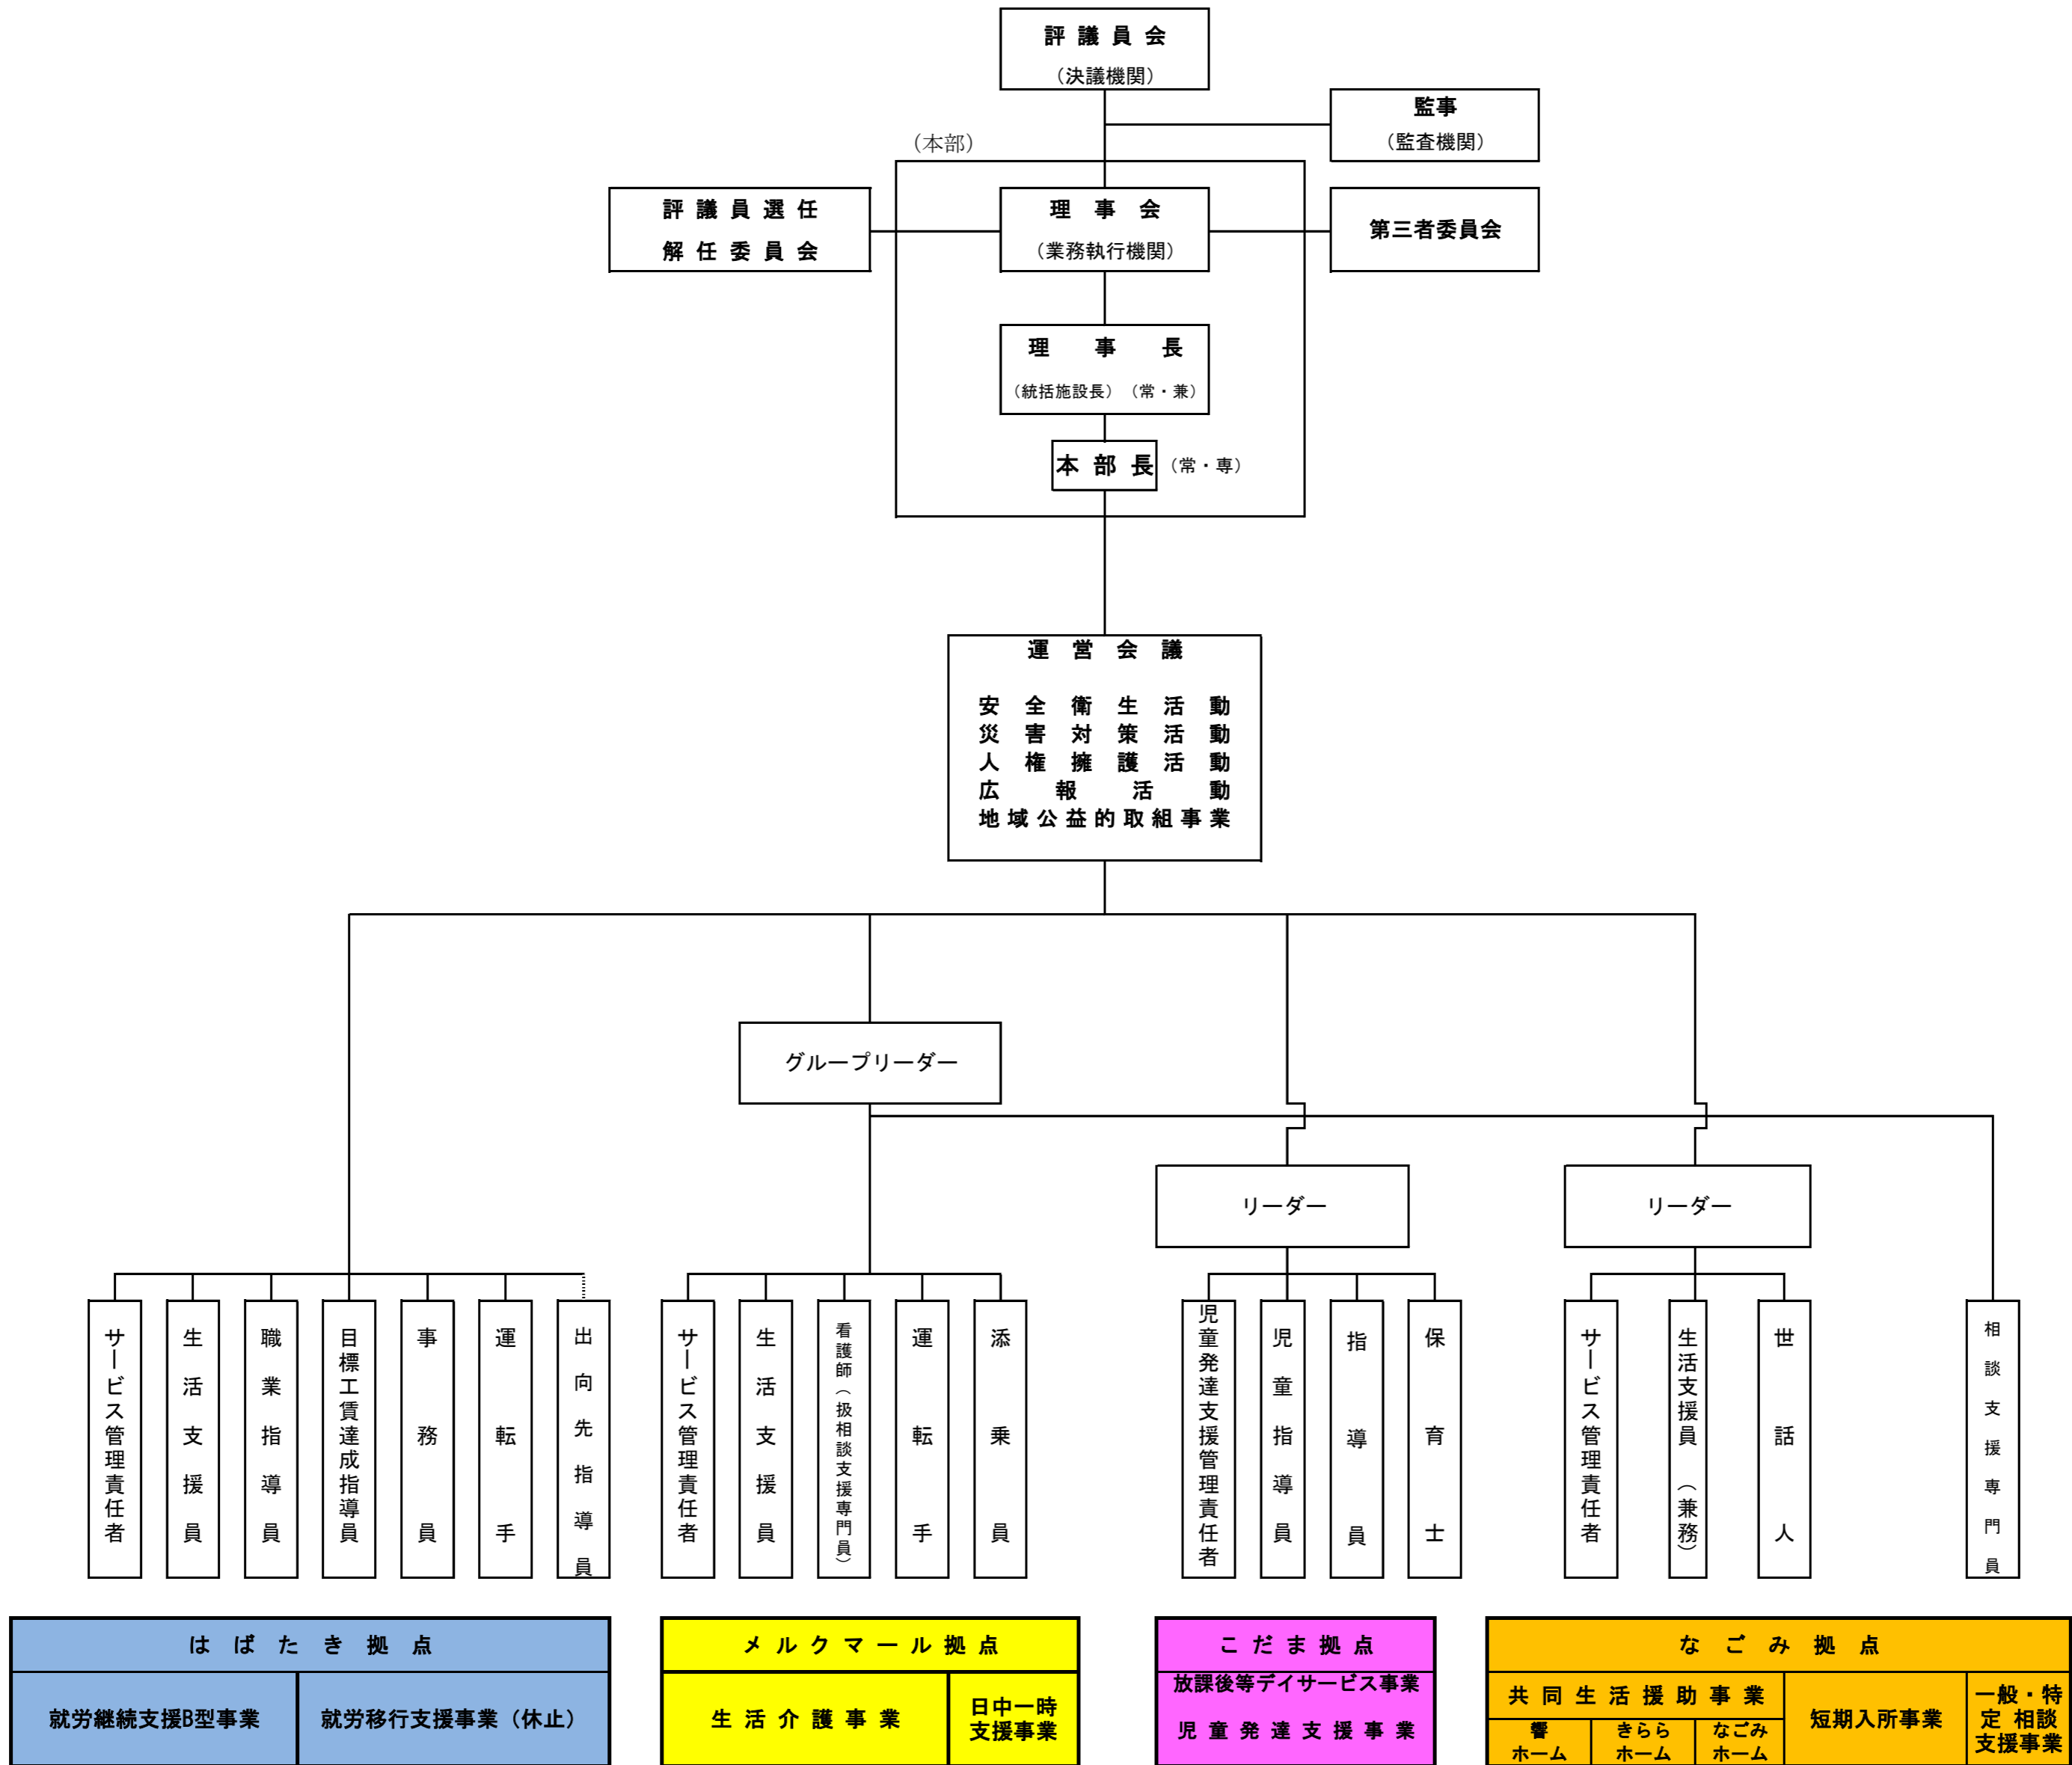 評議員会
（決議機関）
監事
（監査機関）
（本部）
評議員選任
解任委員会
理事会
（業務執行機関）
第三者委員会
理事長
（統括施設長）（常・兼）
本部長
（常・専）
運営会議
安全衛生活動
災害対策活動
人権擁護活動
広報活動
地域公益的取組事業
グループリーダー
リーダー
リーダー
サービス管理責任者
生活支援員
職業指導員
目標工賃達成指導員
事務員
運転手
出向先指導員
サービス管理責任者
生活支援員
看護師（扱相談支援専門員）
運転手
添乗員
児童発達支援管理責任者
児童指導員
指導員
保育士
サービス管理責任者
生活支援員（兼務）
世話人
相談支援専門員
はばたき拠点
就労継続支援B型事業
就労移行支援事業（休止）
メルクマール拠点
生活介護事業
日中一時
支援事業
こだま拠点
放課後等デイサービス事業
児童発達支援事業
なごみ拠点
共同生活援助事業
響
ホーム
きらら
ホーム
なごみ
ホーム
短期入所事業
一般・特
定 相談
支援事業